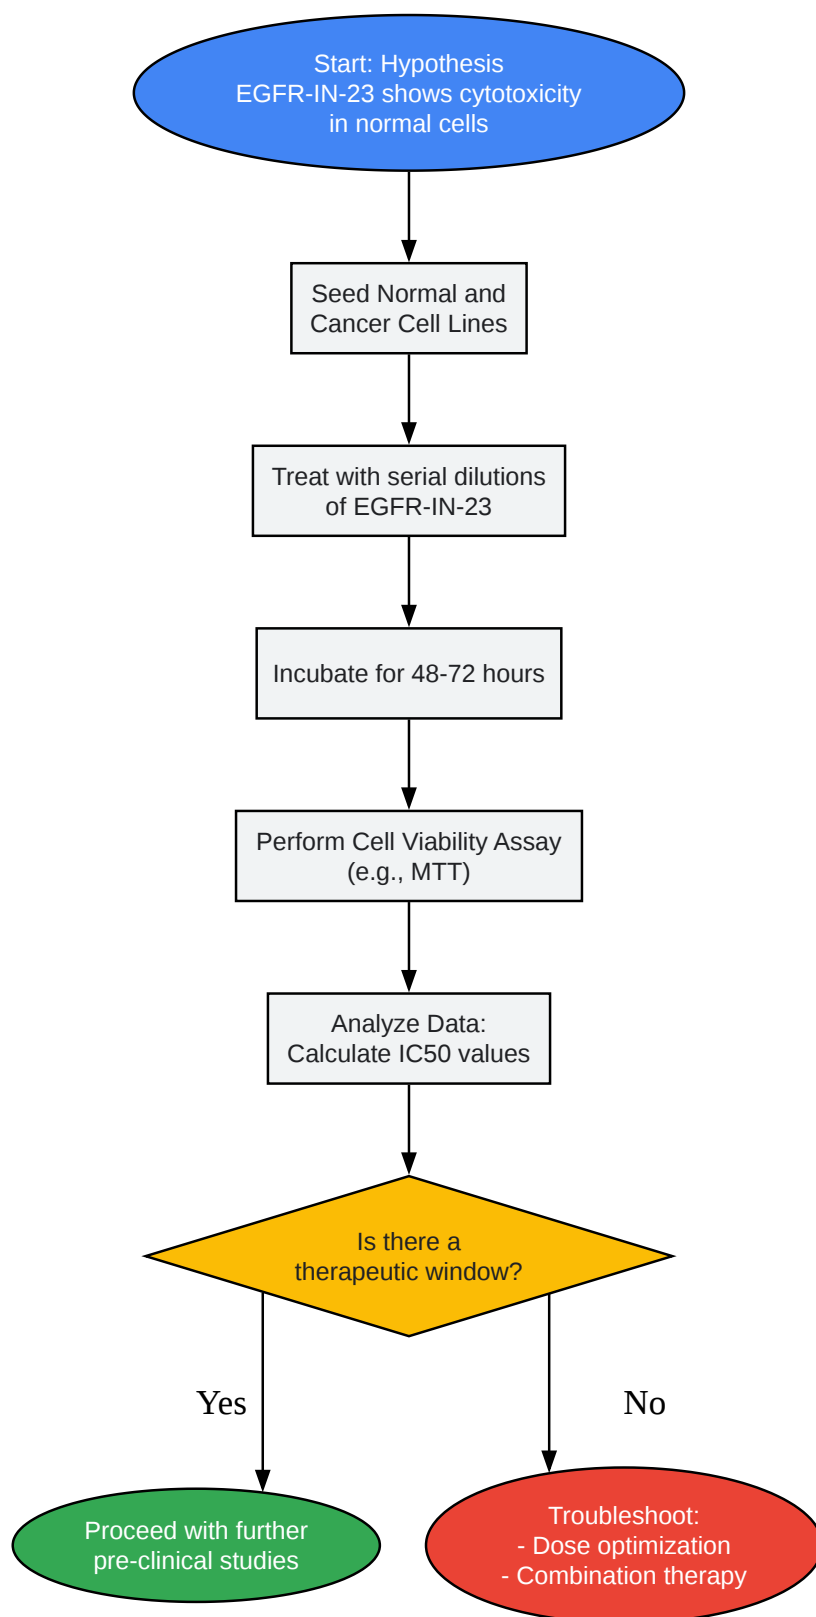 Start: Hypothesis
EGFR-IN-23 shows cytotoxicity
in normal cells
Seed Normal and
Cancer Cell Lines
Treat with serial dilutions
of EGFR-IN-23
Incubate for 48-72 hours
Perform Cell Viability Assay
(e.g., MTT)
Analyze Data:
Calculate IC50 values
Is there a
therapeutic window?
Yes
No
Proceed with further
pre-clinical studies
Troubleshoot:
- Dose optimization
- Combination therapy